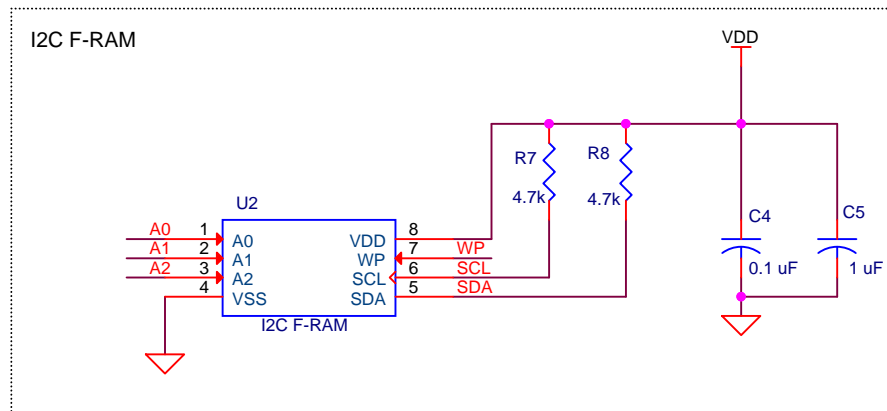 I2C F-RAM
VDD
R7
R8
4.7k
4.7k
U2
C4
C5
0.1 uF
1 uF
A0
1
A0
VDD
8
A1
2
A1
WP
7
WP
A2
3
A2
SCL
6
SCL
4
VSS
SDA
5
SDA
I2C F-RAM